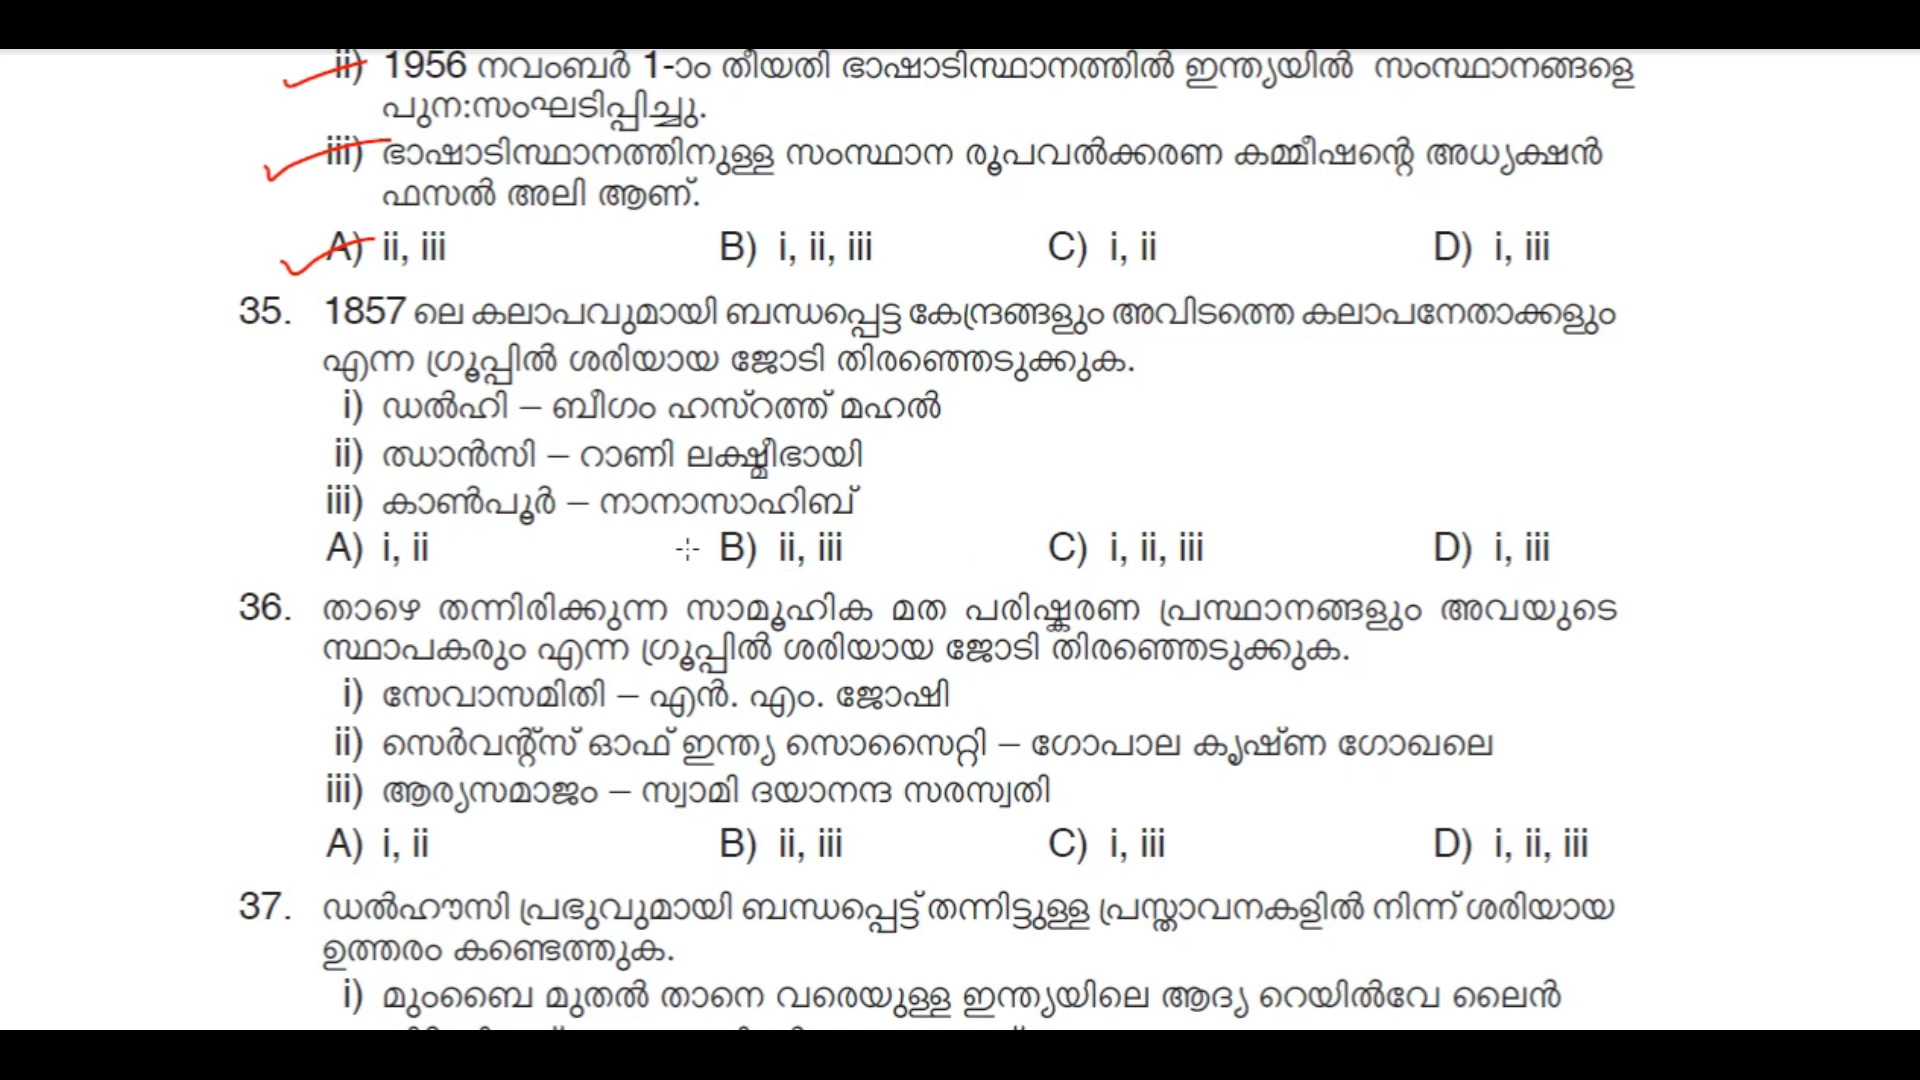 ii) 1956 നവംബർ 1-ാം തീയതി ഭാഷാടിസ്ഥാനത്തിൽ ഇന്ത്യയിൽ സംസ്ഥാനങ്ങളെ
പുന:സംഘടിപ്പിച്ചു.
iii) ഭാഷാടിസ്ഥാനത്തിനുള്ള സംസ്ഥാന രൂപവൽക്കരണ കമ്മീഷന്റെ അധ്യക്ഷൻ
ഫസൽ അലി ആണ്.
A) ii, iii B) i, ii, iii C) i, ii D) i, iii
35. 1857 ലെ കലാപവുമായി ബന്ധപ്പെട്ട കേന്ദ്രങ്ങളും അവിടത്തെ കലാപനേതാക്കളും
എന്ന ഗ്രൂപ്പിൽ ശരിയായ ജോടി തിരഞ്ഞെടുക്കുക.
i) ഡൽഹി – ബീഗം ഹസ്റത്ത് മഹൽ
ii) ഝാൻസി – റാണി ലക്ഷ്മീഭായി
iii) കാൺപൂർ – നാനാസാഹിബ്
A) i, ii B) ii, iii C) i, ii, iii D) i, iii
36. താഴെ തന്നിരിക്കുന്ന സാമൂഹിക മത പരിഷ്കരണ പ്രസ്ഥാനങ്ങളും അവയുടെ
സ്ഥാപകരും എന്ന ഗ്രൂപ്പിൽ ശരിയായ ജോടി തിരഞ്ഞെടുക്കുക.
i) സേവാസമിതി – എൻ. എം. ജോഷി
ii) സെർവന്റ്സ് ഓഫ് ഇന്ത്യ സൊസൈറ്റി – ഗോപാല കൃഷ്ണ ഗോഖലെ
iii) ആര്യസമാജം – സ്വാമി ദയാനന്ദ സരസ്വതി
A) i, ii B) ii, iii C) i, iii D) i, ii, iii
37. ഡൽഹൗസി പ്രഭുവുമായി ബന്ധപ്പെട്ട് തന്നിട്ടുള്ള പ്രസ്താവനകളിൽ നിന്ന് ശരിയായ
ഉത്തരം കണ്ടെത്തുക.
i) മുംബൈ മുതൽ താനെ വരെയുള്ള ഇന്ത്യയിലെ ആദ്യ റെയിൽവേ ലൈൻ